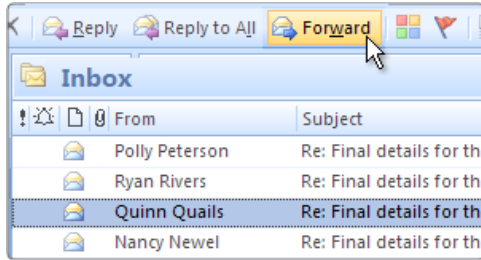 Reply Reply to All Forward
Inbox
! From Subject
Polly Peterson Re: Final details for th
Ryan Rivers Re: Final details for th
Quinn Quails Re: Final details for th
Nancy Newel Re: Final details for th